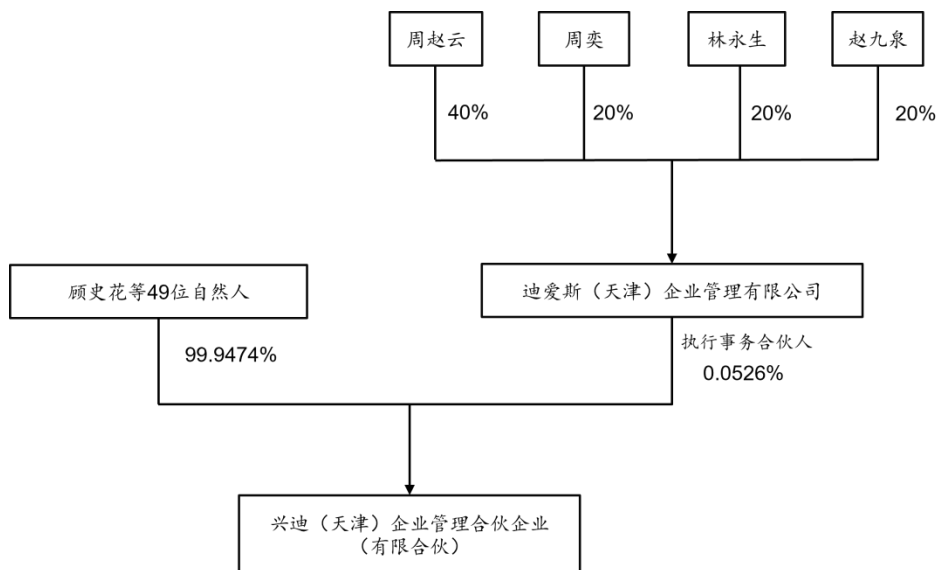 周赵云
周奕
林永生
赵九泉
40%
20%
20%
20%
顾史花等49位自然人
迪爱斯（天津）企业管理有限公司
99.9474%
执行事务合伙人
0.0526%
兴迪（天津）企业管理合伙企业
（有限合伙）